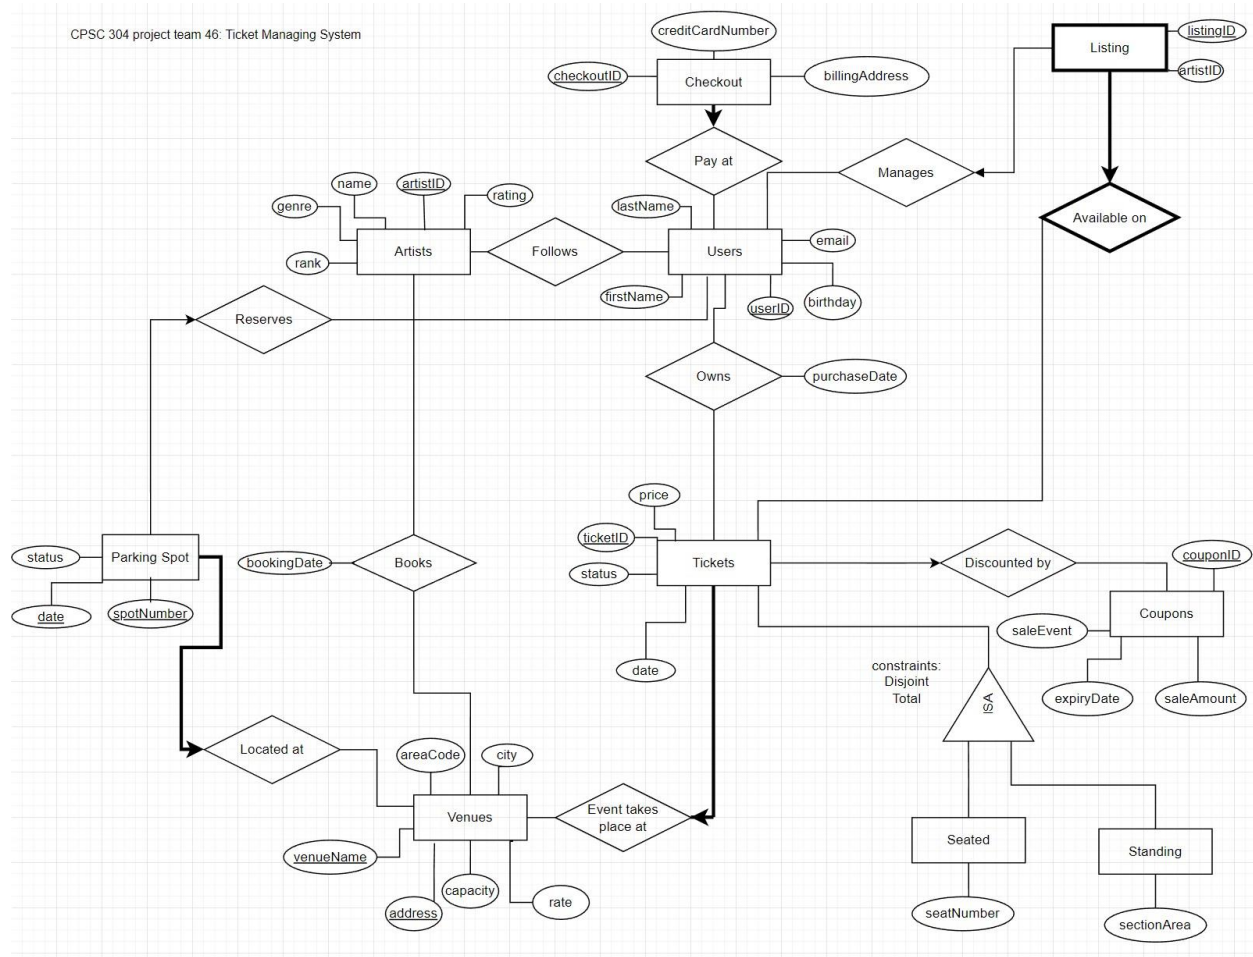 CPSC 304 project team 46: Ticket Managing System
creditCardNumber
checkoutID
Checkout
billingAddress
Listing
listingID
artistID
Pay at
Manages
Available on
name
artistID
rating
genre
rank
Artists
Follows
lastName
Users
email
firstName
userID
birthday
Reserves
Owns
purchaseDate
status
Parking Spot
date
spotNumber
bookingDate
Books
price
ticketID
status
Tickets
date
Discounted by
couponID
Coupons
saleEvent
expiryDate
saleAmount
constraints:
Disjoint
Total
ISA
Located at
areaCode
city
Venues
venueName
address
capacity
rate
Event takes
place at
Seated
seatNumber
Standing
sectionArea